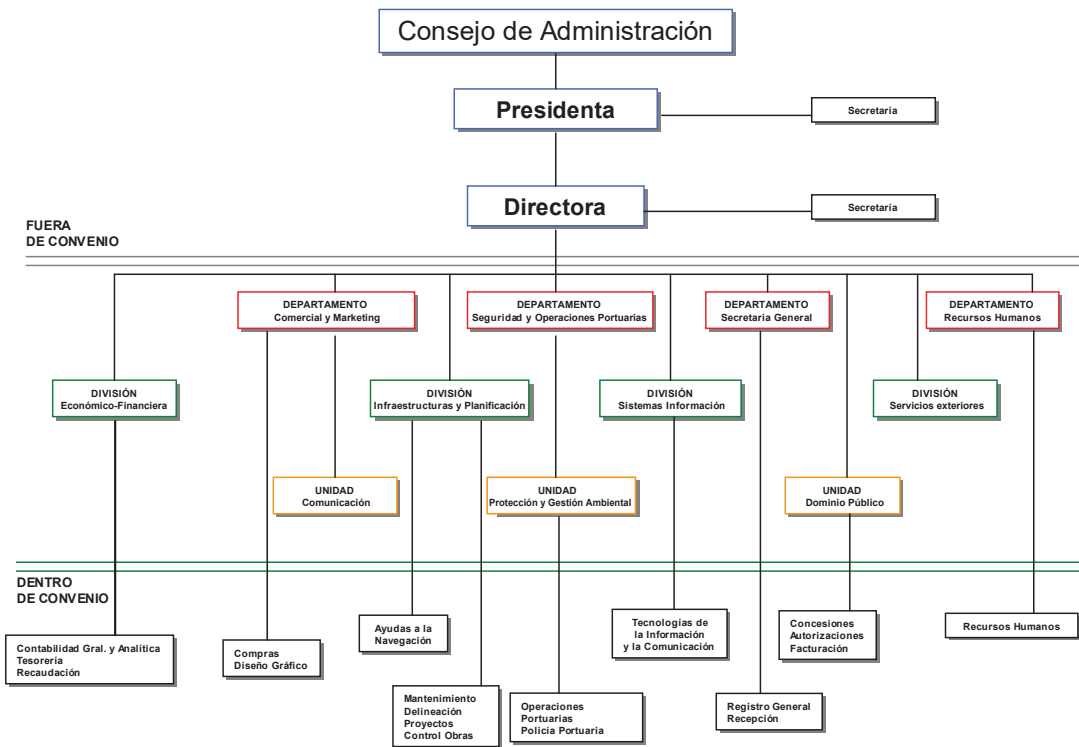 Consejo de Administración
Presidenta
Secretaría
Directora
Secretaría
FUERA
DE CONVENIO
DEPARTAMENTO
Comercial y Marketing
DEPARTAMENTO
Seguridad y Operaciones Portuarias
DEPARTAMENTO
Secretaria General
DEPARTAMENTO
Recursos Humanos
DIVISIÓN
Económico-Financiera
DIVISIÓN
Infraestructuras y Planificación
DIVISIÓN
Sistemas Información
DIVISIÓN
Servicios exteriores
UNIDAD
Comunicación
UNIDAD
Protección y Gestión Ambiental
UNIDAD
Dominio Público
DENTRO
DE CONVENIO
Contabilidad Gral. y Analítica
Tesorería
Recaudación
Compras
Diseño Gráfico
Ayudas a la
Navegación
Tecnologías de
la Información
y la Comunicación
Concesiones
Autorizaciones
Facturación
Recursos Humanos
Mantenimiento
Delineación
Proyectos
Control Obras
Operaciones
Portuarias
Policía Portuaria
Registro General
Recepción